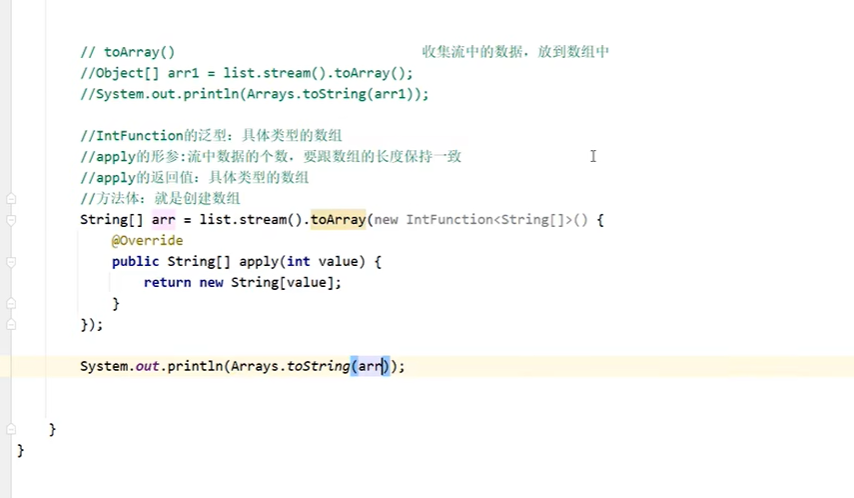 // toArray() 收集流中的数据，放到数组中
//Object[] arr1 = list.stream().toArray();
//System.out.println(Arrays.toString(arr1));
//IntFunction的泛型：具体类型的数组
//apply的形参:流中数据的个数，要跟数组的长度保持一致
//apply的返回值：具体类型的数组
//方法体：就是创建数组
String[] arr = list.stream().toArray(new IntFunction<String[]>() {
@Override
public String[] apply(int value) {
return new String[value];
}
});
System.out.println(Arrays.toString(arr));
}
}